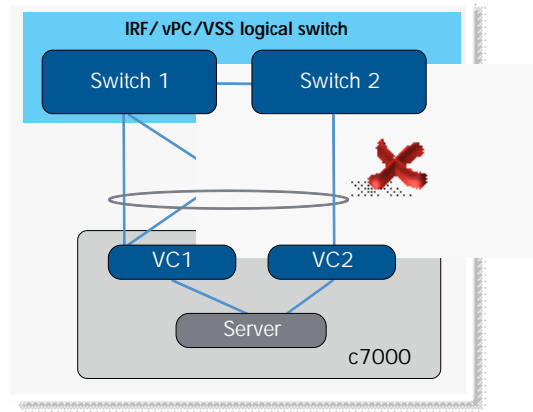 IRF/ vPC/VSS logical switch
Switch 1
Switch 2
VC1
VC2
Server
c7000